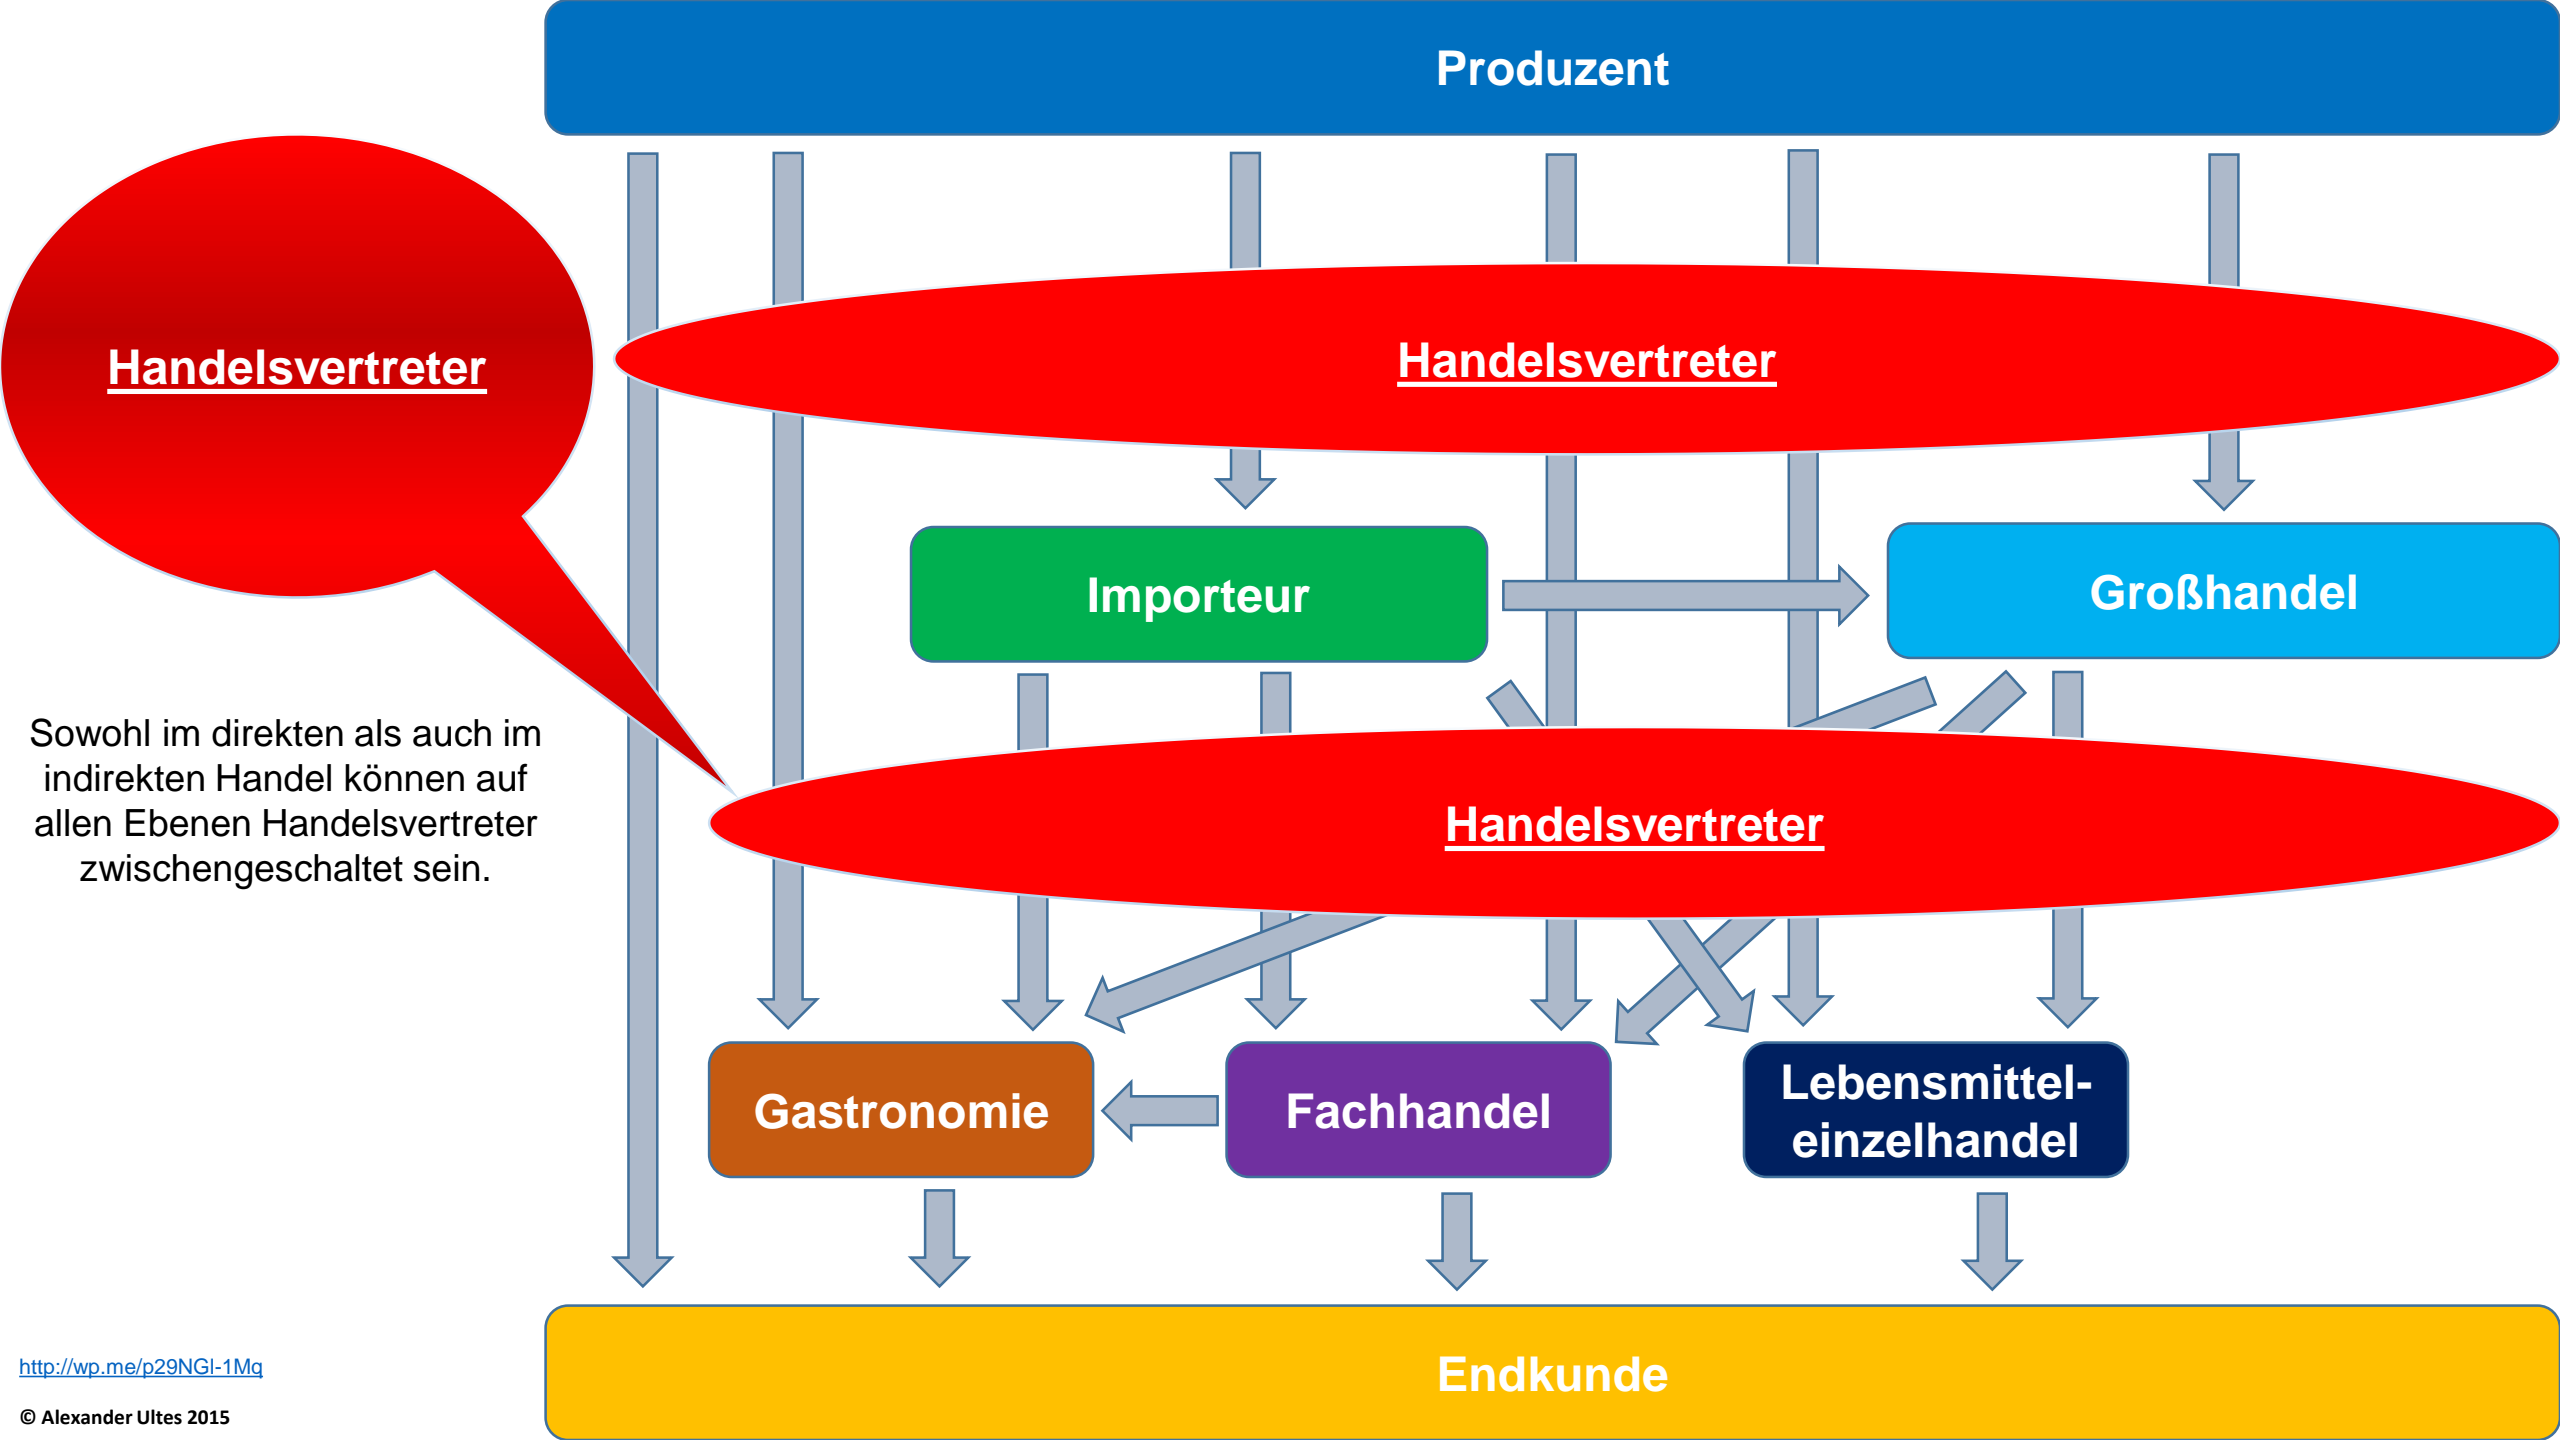 Produzent
Handelsvertreter
Handelsvertreter
Importeur
Großhandel
Sowohl im direkten als auch im
indirekten Handel können auf
allen Ebenen Handelsvertreter
zwischengeschaltet sein.
Handelsvertreter
Gastronomie
Fachhandel
Lebensmittel-
einzelhandel
Endkunde
http://wp.me/p29NGl-1Mq
© Alexander Ultes 2015